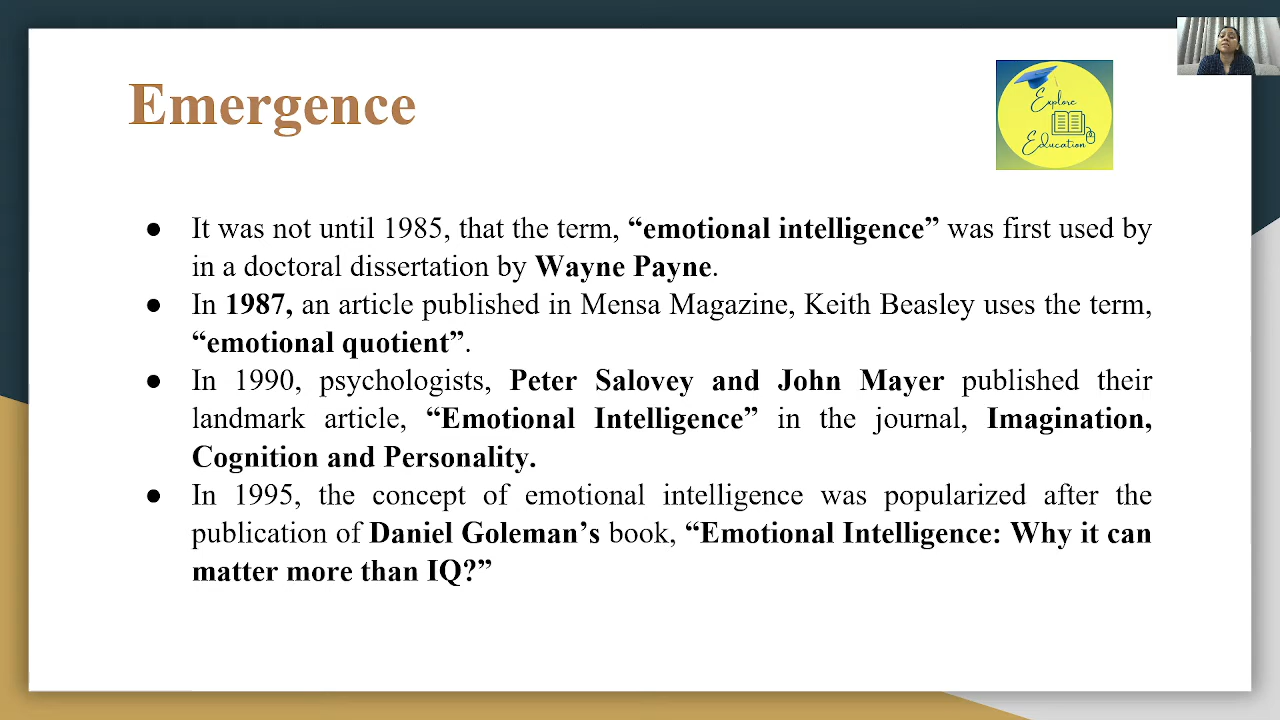 Emergence
Explore
Education
● It was not until 1985, that the term, “emotional intelligence” was first used by
in a doctoral dissertation by Wayne Payne.
● In 1987, an article published in Mensa Magazine, Keith Beasley uses the term,
“emotional quotient”.
● In 1990, psychologists, Peter Salovey and John Mayer published their
landmark article, “Emotional Intelligence” in the journal, Imagination,
Cognition and Personality.
● In 1995, the concept of emotional intelligence was popularized after the
publication of Daniel Goleman’s book, “Emotional Intelligence: Why it can
matter more than IQ?”